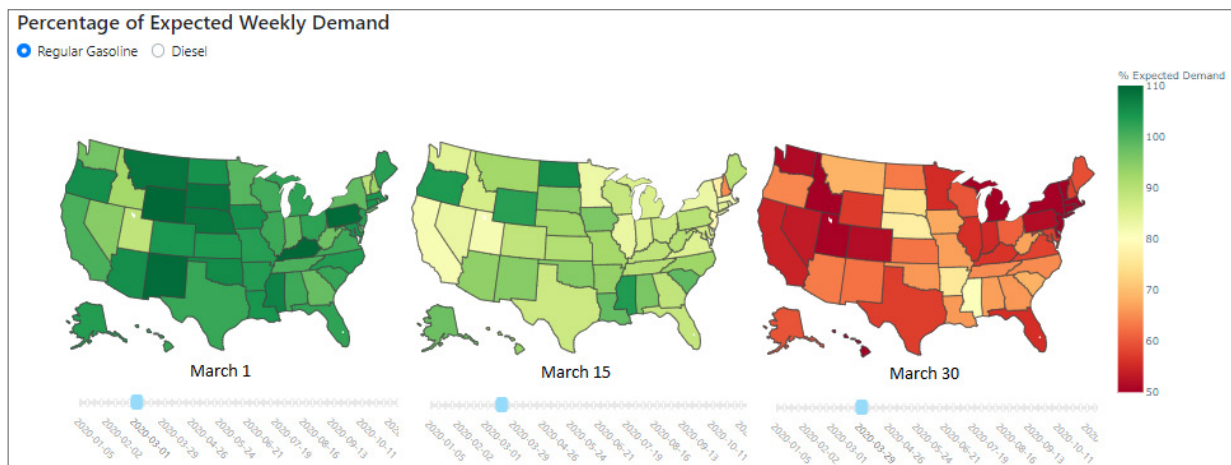 Percentage of Expected Weekly Demand
Regular Gasoline Diesel
% Expected Demand
110
100
90
80
70
60
50
March 1 March 15 March 30
2020-01-05 2020-02-02 2020-03-01 2020-03-29 2020-04-26 2020-05-24 2020-06-21 2020-07-19 2020-08-16 2020-09-13 2020-10-11
2020-01-05 2020-02-02 2020-03-01 2020-03-29 2020-04-26 2020-05-24 2020-06-21 2020-07-19 2020-08-16 2020-09-13 2020-10-11
2020-01-05 2020-02-02 2020-03-01 2020-03-29 2020-04-26 2020-05-24 2020-06-21 2020-07-19 2020-08-16 2020-09-13 2020-10-11